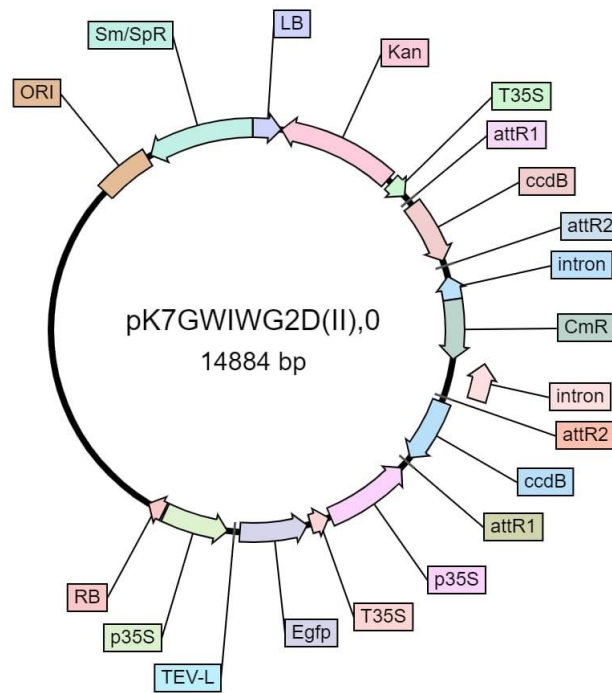 LB
Sm/SpR
Kan
ORI
T35S
attR1
ccdB
attR2
intron
pK7GWIWG2D(II),0
CmR
14884 bp
intron
attR2
ccdB
attR1
p35S
RB
T35S
Egfp
p35S
TEV-L